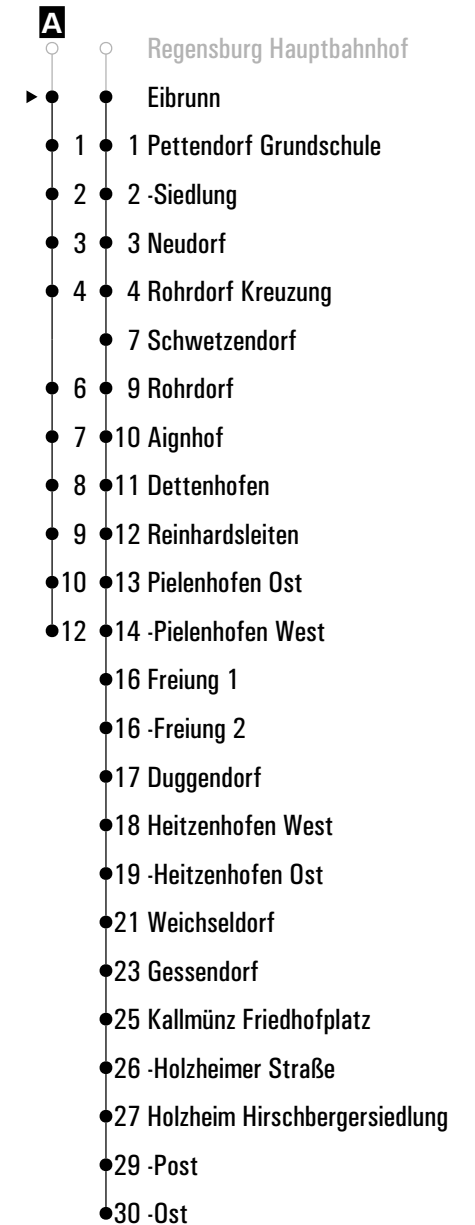 A
Regensburg Hauptbahnhof
Eibrunn
1 1 Pettendorf Grundschule
2 2 -Siedlung
3 3 Neudorf
4 4 Rohrdorf Kreuzung
7 Schwetzendorf
6 9 Rohrdorf
7 10 Aignhof
8 11 Dettenhofen
9 12 Reinhardsleiten
10 13 Pielenhofen Ost
12 14 -Pielenhofen West
16 Freiung 1
16 -Freiung 2
17 Duggendorf
18 Heitzenhofen West
19 -Heitzenhofen Ost
21 Weichseldorf
23 Gessendorf
25 Kallmünz Friedhofplatz
26 -Holzheimer Straße
27 Holzheim Hirschbergersiedlung
29 -Post
30 -Ost